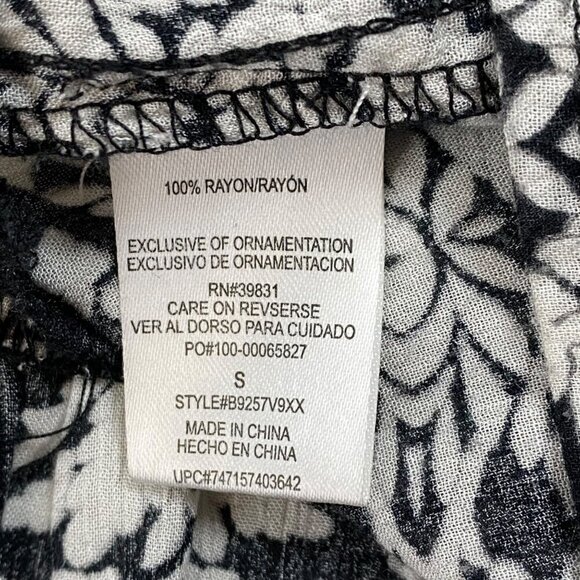 100% RAYON/RAYÓN
EXCLUSIVE OF ORNAMENTATION
EXCLUSIVO DE ORNAMENTACION
RN#39831
CARE ON REVSERSE
VER AL DORSO PARA CUIDADO
PO#100-00065827
S
STYLE#B9257V9XX
MADE IN CHINA
HECHO EN CHINA
UPC#747157403642